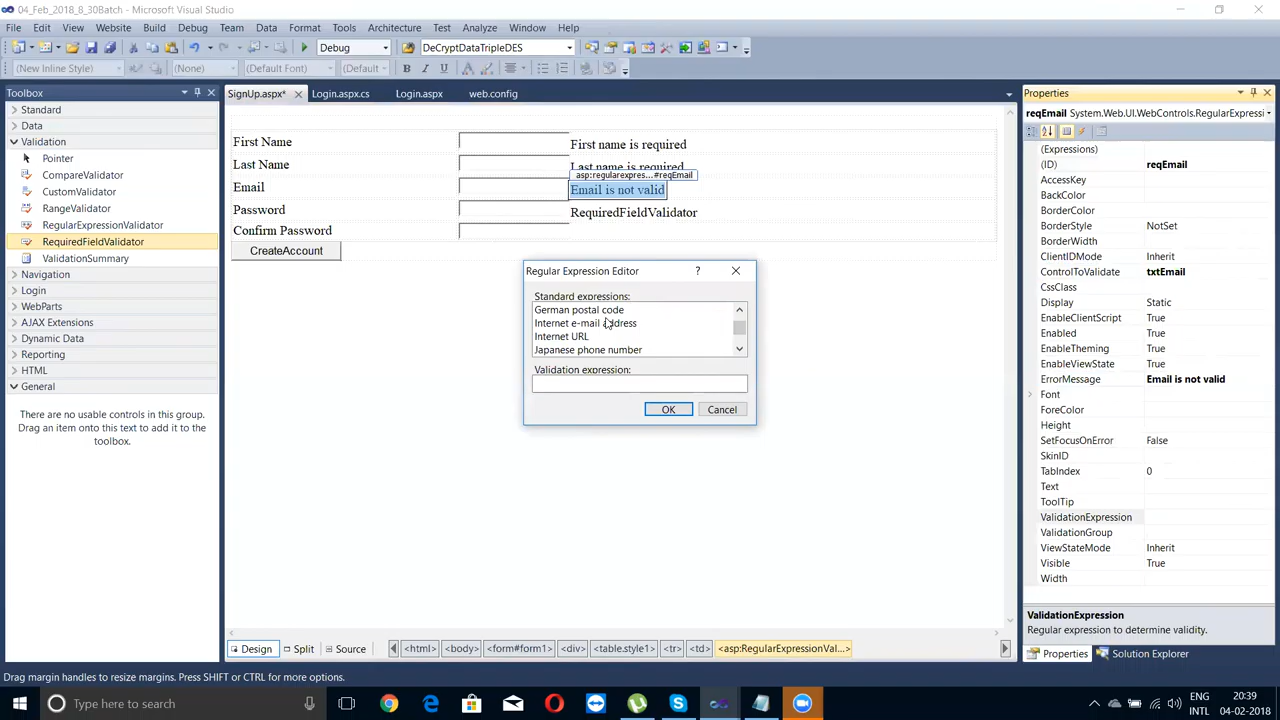 04_Feb_2018_8_30Batch - Microsoft Visual Studio
File Edit View Website Build Debug Team Data Format Tools Architecture Test Analyze Window Help
Debug DeCryptDataTripleDES
(New Inline Style) (None) (Default Font) (Default B I U A
Toolbox
SignUp.aspx* Login.aspx.cs Login.aspx web.config
Properties
Standard
Data
Validation
Pointer
CompareValidator
CustomValidator
RangeValidator
RegularExpressionValidator
RequiredFieldValidator
ValidationSummary
Navigation
Login
WebParts
AJAX Extensions
Dynamic Data
Reporting
HTML
General
There are no usable controls in this group.
Drag an item onto this text to add it to the
toolbox.
First Name First name is required
Last Name Last name is required
asp:regularexpres...#reqEmail
Email Email is not valid
Password RequiredFieldValidator
Confirm Password
CreateAccount
Regular Expression Editor ?
Standard expressions:
German postal code
Internet e-mail address
Internet URL
Japanese phone number
Validation expression:
OK Cancel
reqEmail System.Web.UI.WebControls.RegularExpressi
(Expressions)
(ID) reqEmail
AccessKey
BackColor
BorderColor
BorderStyle NotSet
BorderWidth
ClientIDMode Inherit
ControlToValidate txtEmail
CssClass
Display Static
EnableClientScript True
Enabled True
EnableTheming True
EnableViewState True
ErrorMessage Email is not valid
Font
ForeColor
Height
SetFocusOnError False
SkinID
TabIndex 0
Text
ToolTip
ValidationExpression
ValidationGroup
ViewStateMode Inherit
Visible True
Width
ValidationExpression
Regular expression to determine validity.
Properties Solution Explorer
Design Split Source <html> <body> <form#form1> <div> <table.style1> <tr> <td> <asp:RegularExpressionVal...>
Drag margin handles to resize margins. Press SHIFT or CTRL for more options.
Type here to search
ENG 20:39
INTL 04-02-2018